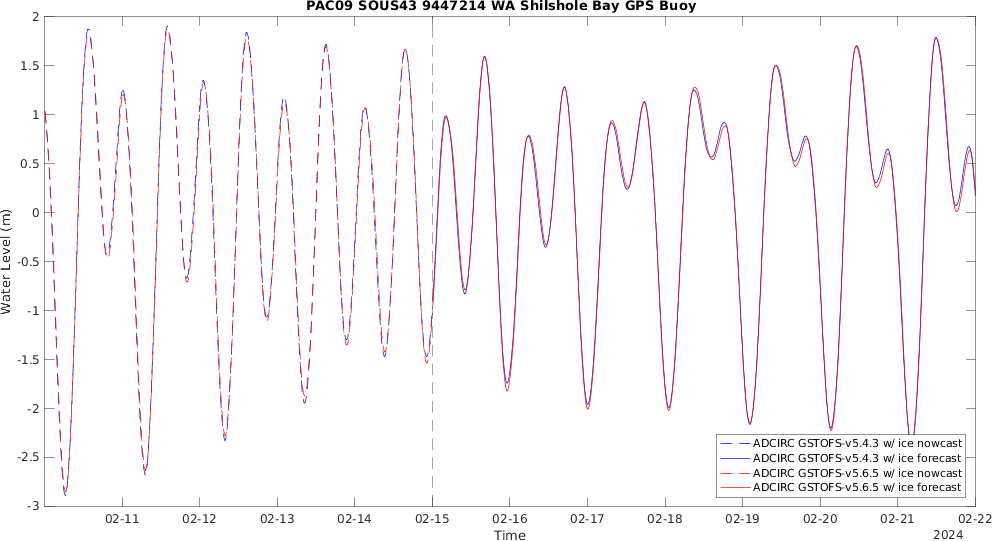 PAC09 SOUS43 9447214 WA Shilshole Bay GPS Buoy
2
1.5
1
0.5
0
-0.5
-1
-1.5
-2
-2.5
-3
Water Level (m)
02-11 02-12 02-13 02-14 02-15 02-16 02-17 02-18 02-19 02-20 02-21 02-22
Time
2024
ADCIRC GSTOFS-v5.4.3 w/ ice nowcast
ADCIRC GSTOFS-v5.4.3 w/ ice forecast
ADCIRC GSTOFS-v5.6.5 w/ ice nowcast
ADCIRC GSTOFS-v5.6.5 w/ ice forecast